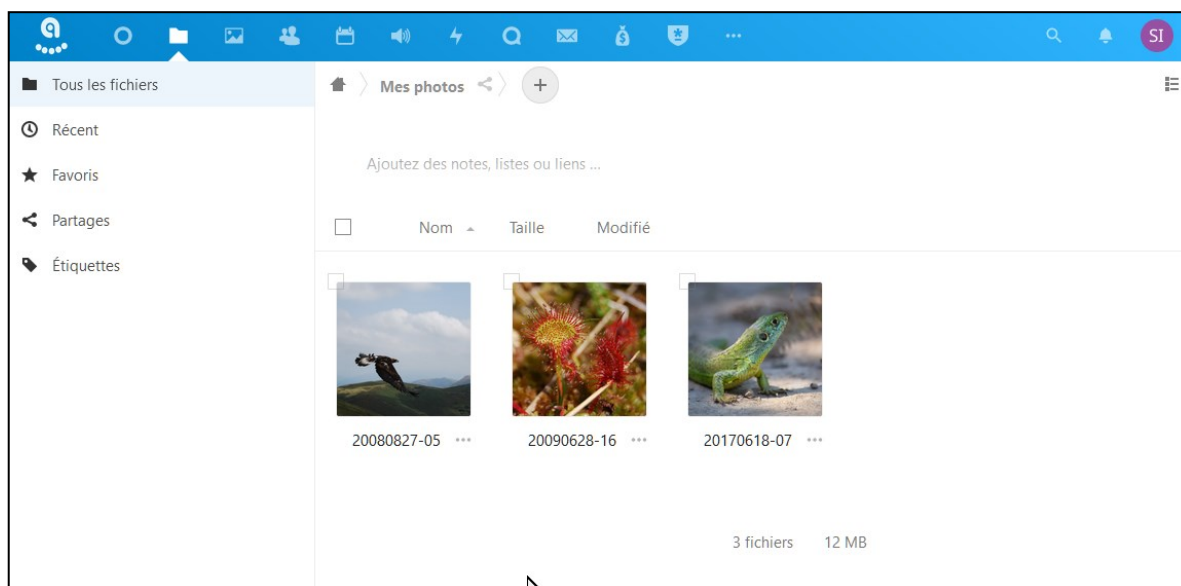 SI
Tous les fichiers
Mes photos
Récent
Ajoutez des notes, listes ou liens ...
Favoris
Partages
Nom Taille Modifié
Étiquettes
20080827-05 ... 20090628-16 ... 20170618-07 ...
3 fichiers 12 MB